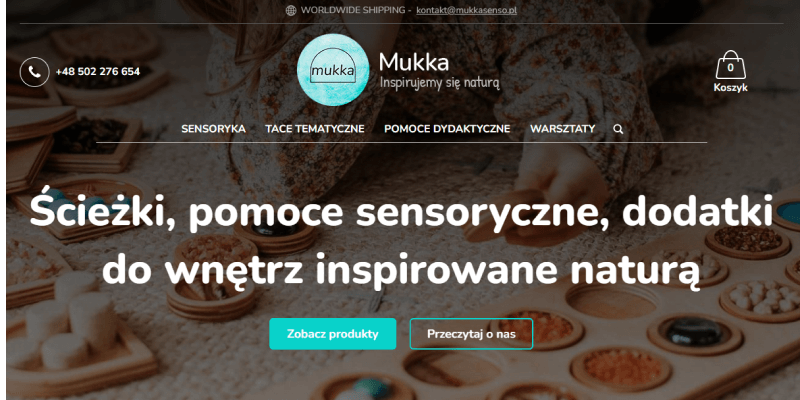 WORLDWIDE SHIPPING - kontakt@mukkasenso.pl
+48 502 276 654
mukka
Mukka
Inspirujemy się naturą
0
Koszyk
SENSORYKA TACE TEMATYCZNE POMOCE DYDAKTYCZNE WARSZTATY
Ścieżki, pomoce sensoryczne, dodatki
do wnętrz inspirowane naturą
Zobacz produkty Przeczytaj o nas